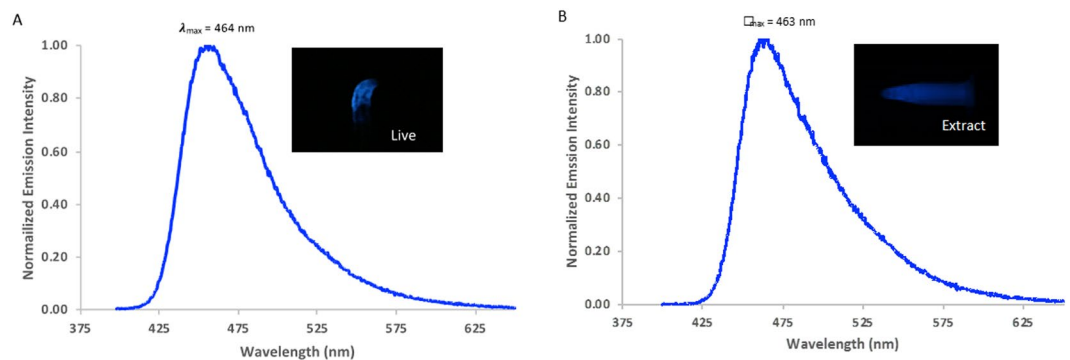 A
λmax = 464 nm
Normailized Emission Intensity
1.00
0.80
0.60
0.40
0.20
0.00
Live
375 425 475 525 575 625
Wavelength (nm)
B
□max = 463 nm
Normalized Emssion Intensity
1.00
0.80
0.60
0.40
0.20
0.00
Extract
375 425 475 525 575 625
Wavelength (nm)